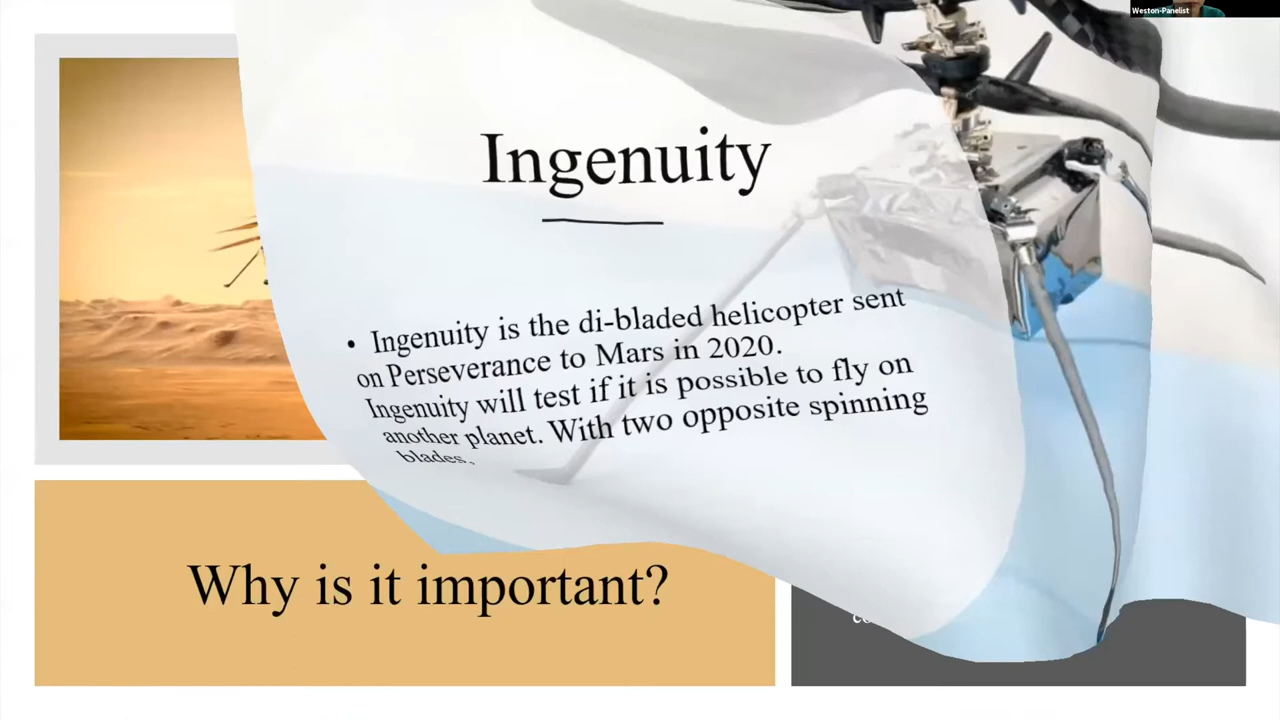 Weston-Panelist
Ingenuity
• Ingenuity is the di-bladed helicopter sent
on Perseverance to Mars in 2020.
Ingenuity will test if it is possible to fly on
another planet. With two opposite spinning
blades.
Why is it important?